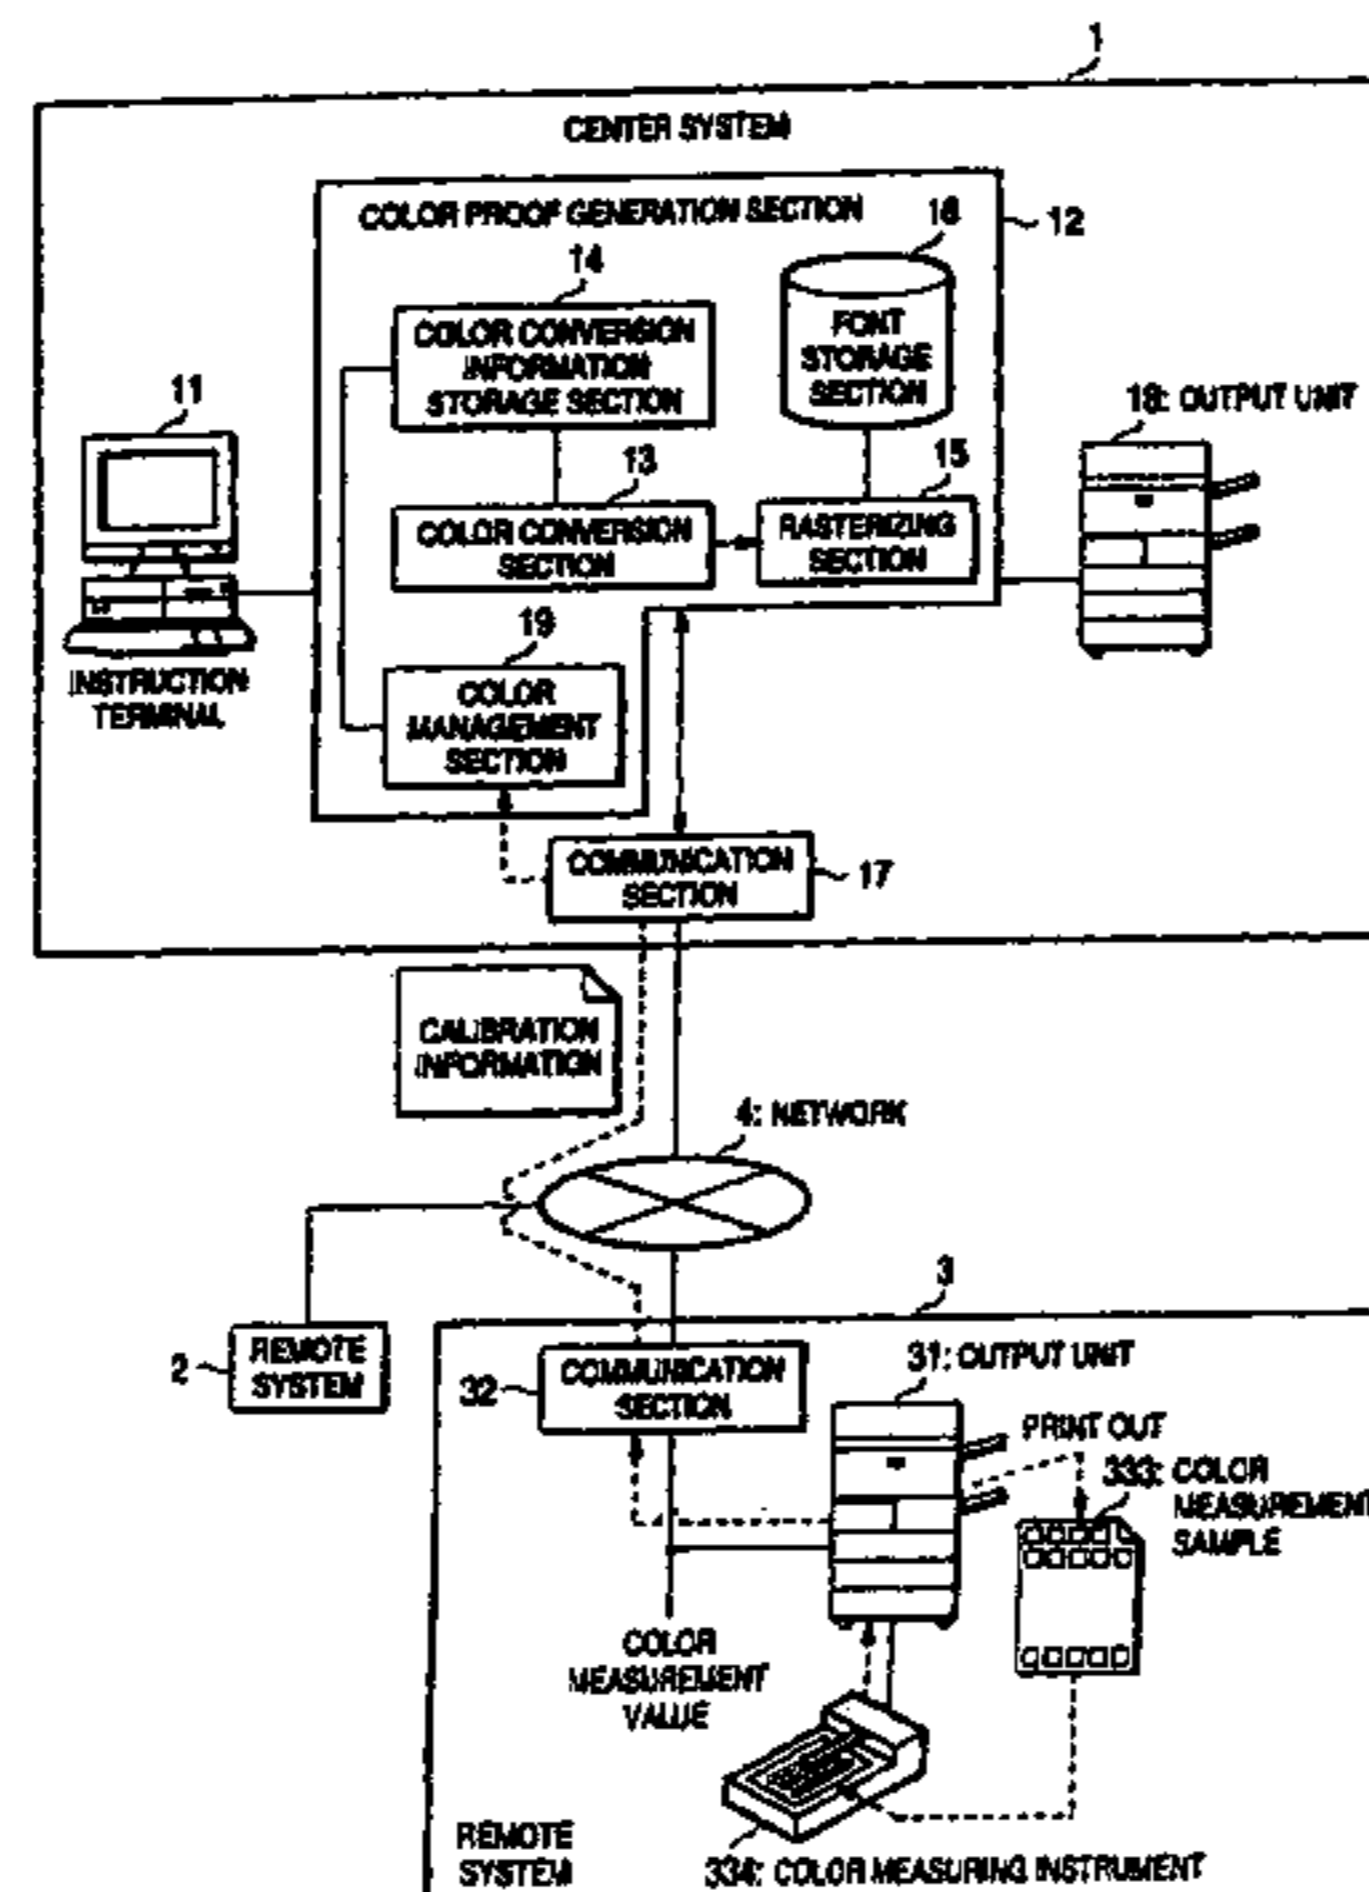 1
CENTER SYSTEM
COLOR PROOF GENERATION SECTION
12
14
16
COLOR CONVERSION
INFORMATION
STORAGE SECTION
FONT
STORAGE
SECTION
11
18: OUTPUT UNIT
13
15
COLOR CONVERSION
SECTION
RASTERIZING
SECTION
INSTRUCTION
TERMINAL
19
COLOR
MANAGEMENT
SECTION
COMMUNICATION
SECTION
17
CALIBRATION
INFORMATION
4: NETWORK
3
2
REMOTE
SYSTEM
32
COMMUNICATION
SECTION
31: OUTPUT UNIT
PRINT OUT
333: COLOR
MEASUREMENT
SAMPLE
COLOR
MEASUREMENT
VALUE
REMOTE
SYSTEM
334: COLOR MEASURING INSTRUMENT